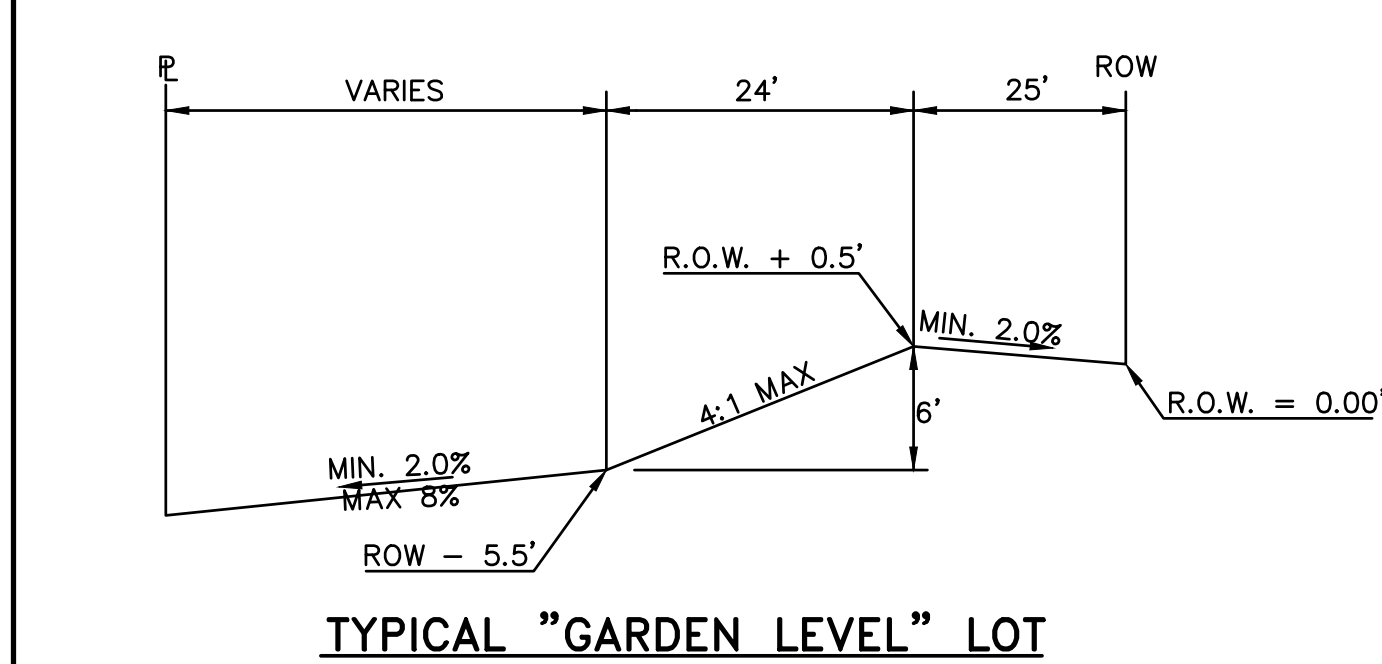 ℄
VARIES
24’
25’
ROW
R.O.W. + 0.5’
MIN. 2.0%
4:1 MAX
6’
R.O.W. = 0.00’
MIN. 2.0%
MAX 8%
ROW – 5.5’
TYPICAL ”GARDEN LEVEL” LOT